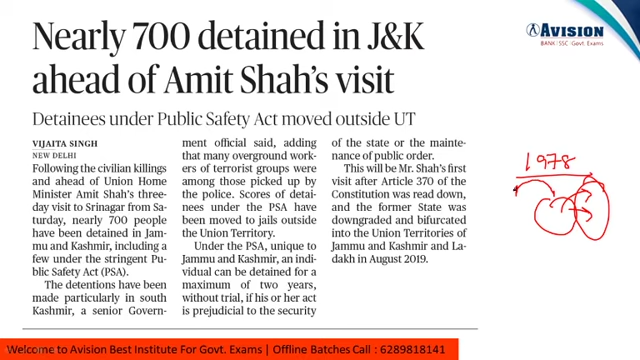 Nearly 700 detained in J&K
ahead of Amit Shah's visit
Detainees under Public Safety Act moved outside UT
VIJAITA SINGH
NEW DELHI
Following the civilian killings
and ahead of Union Home
Minister Amit Shah's three-
day visit to Srinagar from Sa-
turday, nearly 700 people
have been detained in Jam-
mu and Kashmir, including a
few under the stringent Pu-
blic Safety Act (PSA).
The detentions have been
made particularly in south
Kashmir, a senior Govern-
ment official said, adding
that many overground work-
ers of terrorist groups were
among those picked up by
the police. Scores of detai-
nees under the PSA have
been moved to jails outside
the Union Territory.
Under the PSA, unique to
Jammu and Kashmir, an indi-
vidual can be detained for a
maximum of two years,
without trial, if his or her act
is prejudicial to the security
of the state or the mainte-
nance of public order.
This will be Mr. Shah's first
visit after Article 370 of the
Constitution was read down,
and the former State was
downgraded and bifurcated
into the Union Territories of
Jammu and Kashmir and La-
dakh in August 2019.
AVISION
BANK|SSC|Govt. Exams
1978
Welcome to Avision Best Institute For Govt. Exams | Offline Batches Call : 6289818141